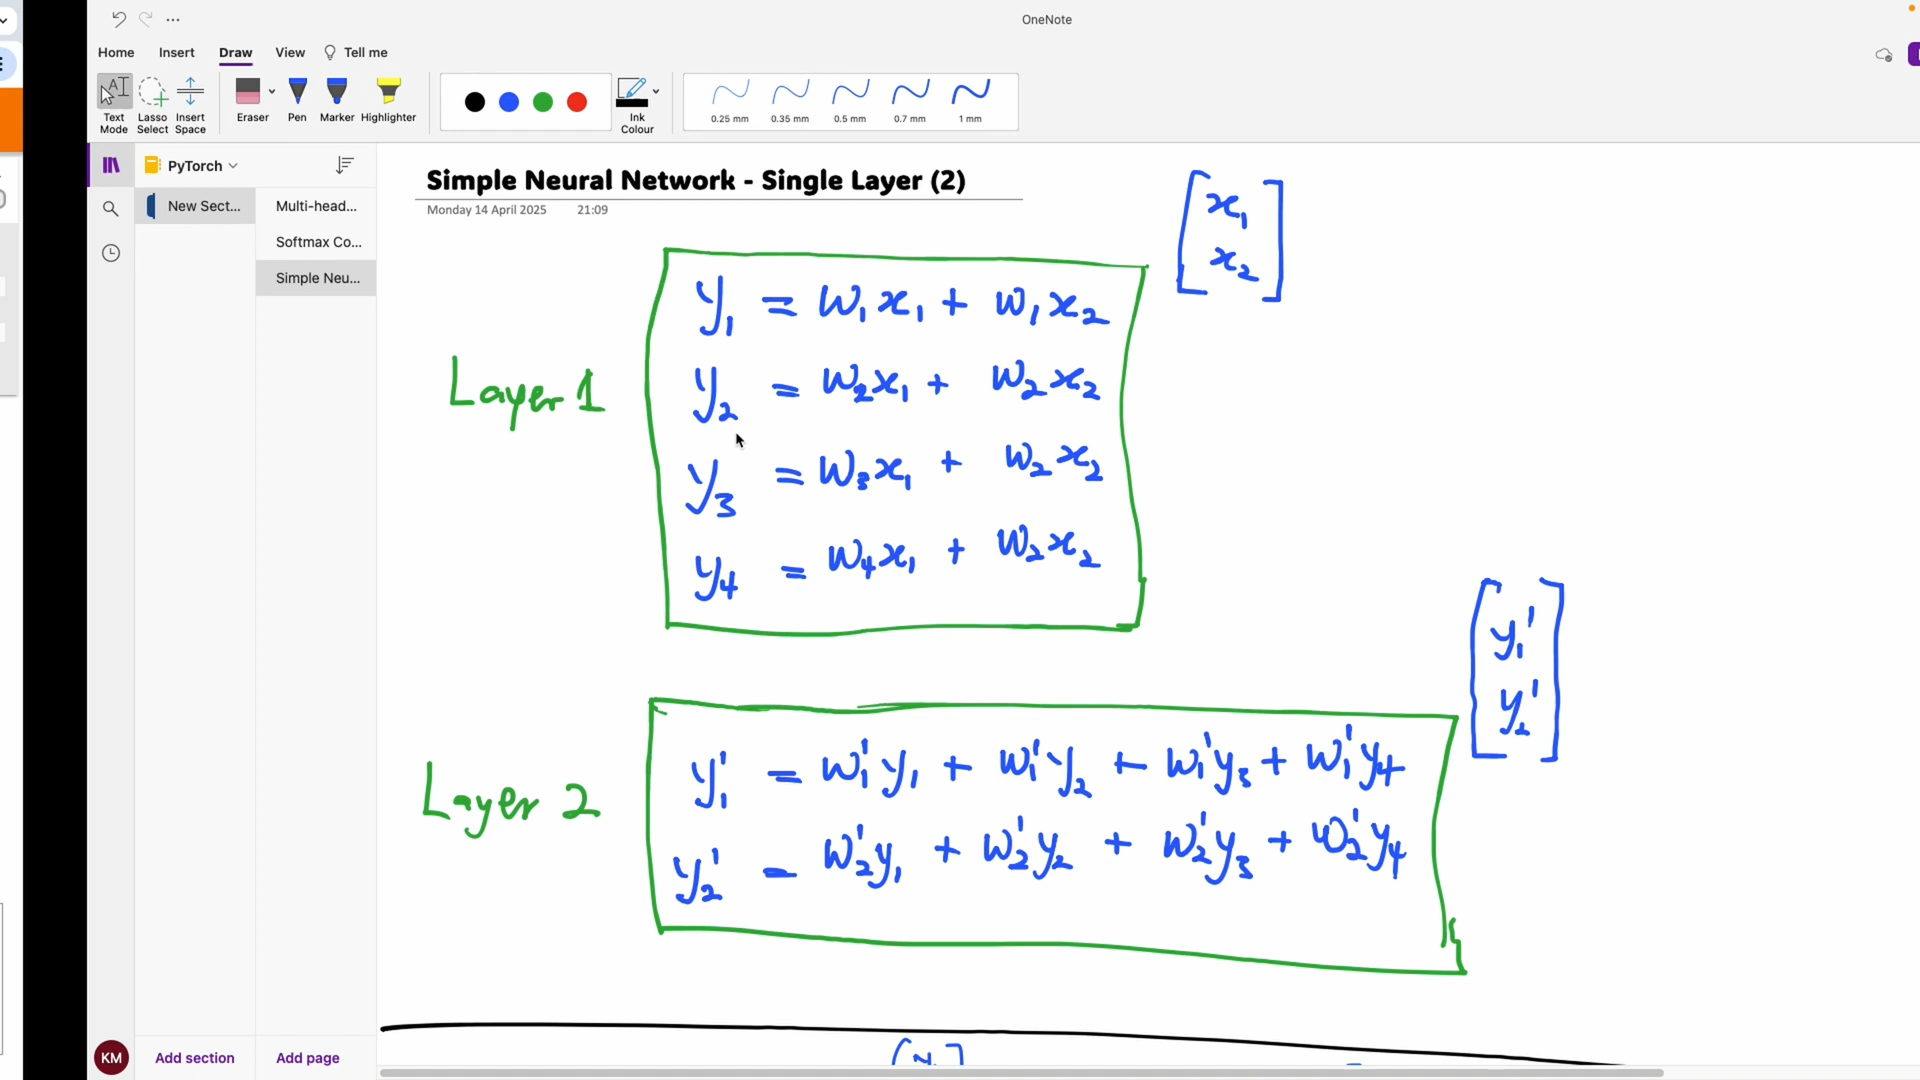 OneNote
Home Insert Draw View Tell me
Text Mode
Lasso Select
Insert Space
Eraser
Pen
Marker
Highlighter
Ink Colour
0.25 mm
0.35 mm
0.5 mm
0.7 mm
1 mm
PyTorch
New Sect...
Multi-head...
Softmax Co...
Simple Neu...
Simple Neural Network - Single Layer (2)
Monday 14 April 2025 21:09
x1
x2
Layer 1
y1 = w1x1 + w1x2
y2 = w2x1 + w2x2
y3 = w3x1 + w2x2
y4 = w4x1 + w2x2
y1'
y2'
Layer 2
y1' = w1'y1 + w1'y2 + w1'y3 + w1'y4
y2' = w2'y1 + w2'y2 + w2'y3 + w2'y4
KM
Add section
Add page